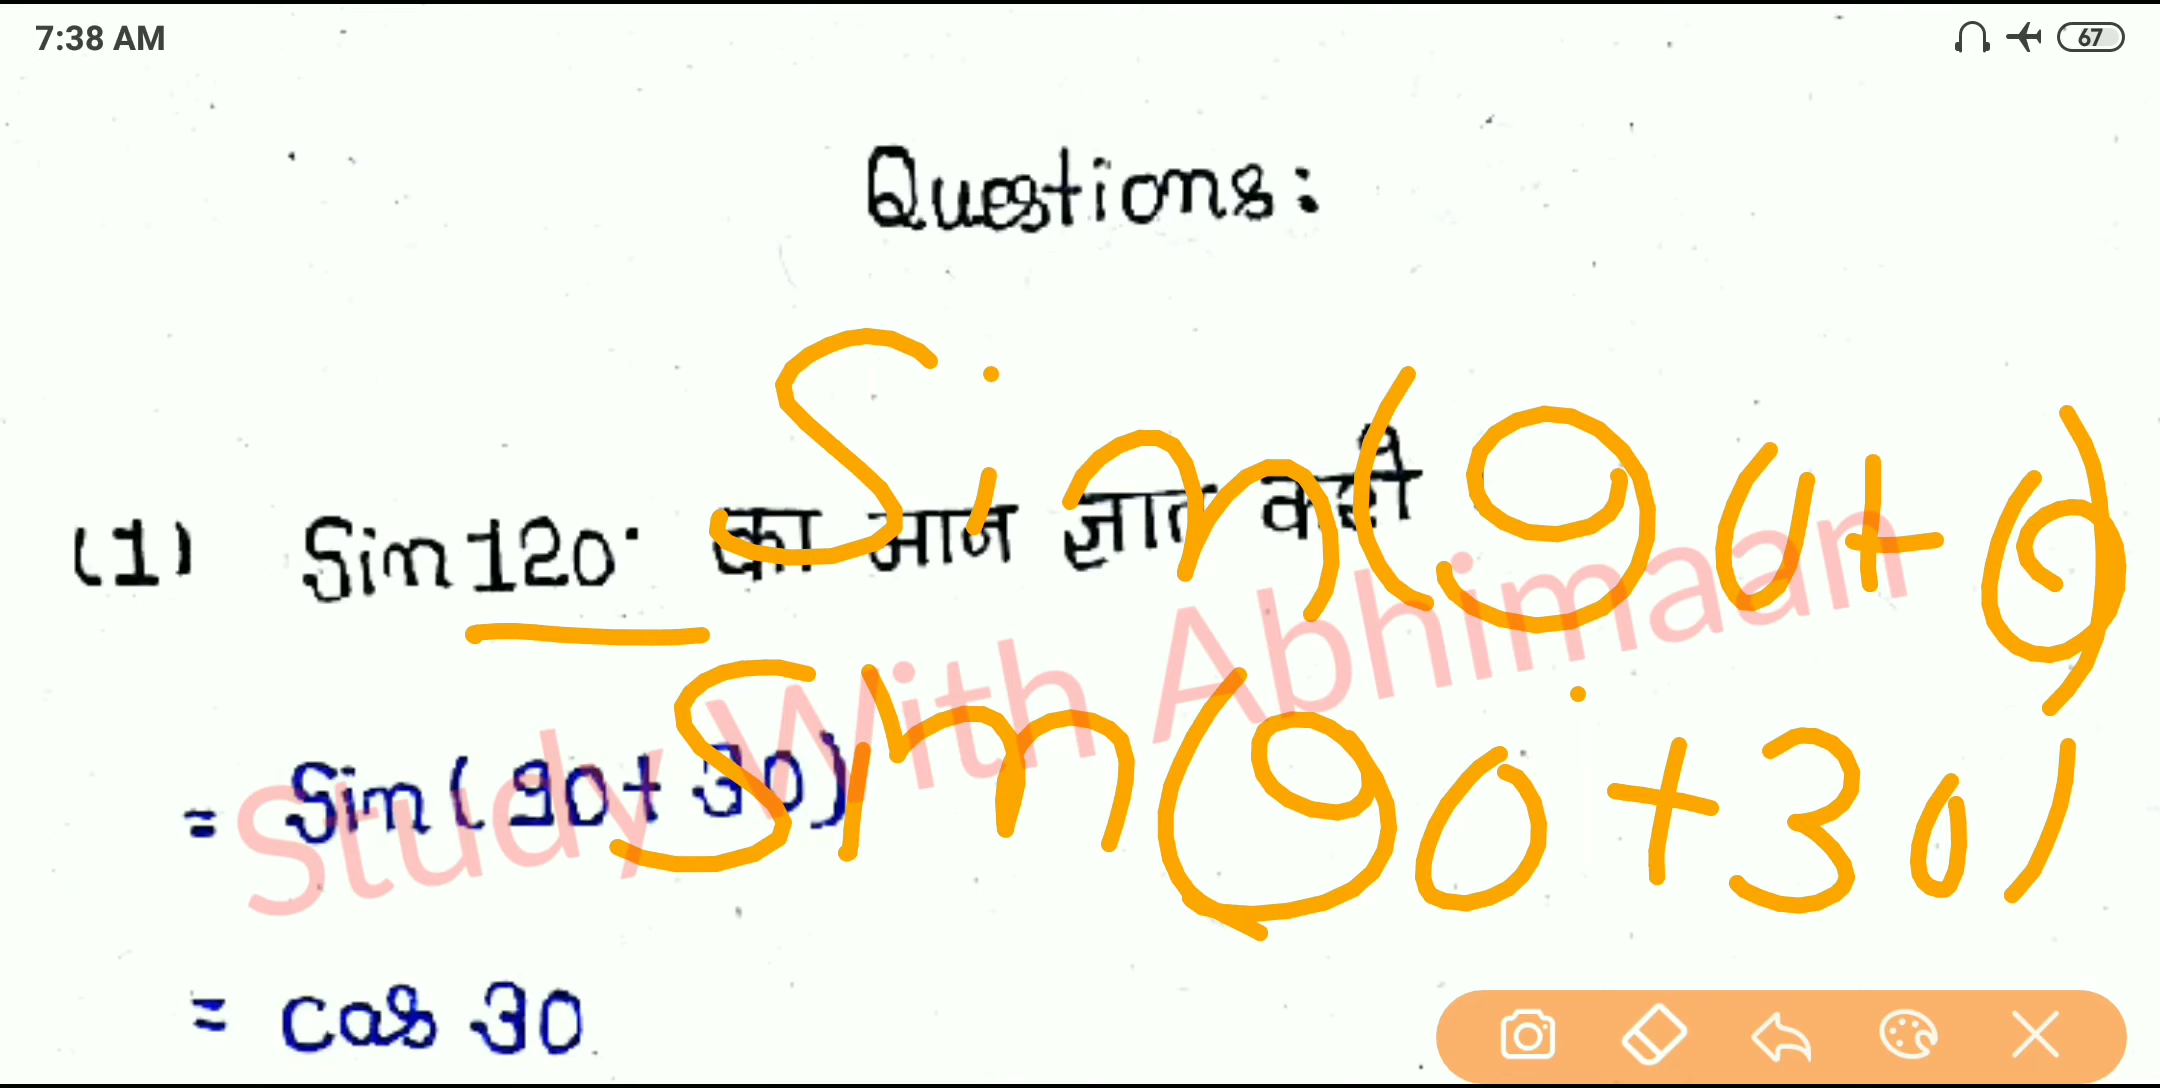 7:38 AM
67
Questions:
(1) Sin 120° का मान ज्ञात करो
Sin(90+θ)
= Sin(90+30)
Sin(90+30)
= cos 30
Study With Abhimaan